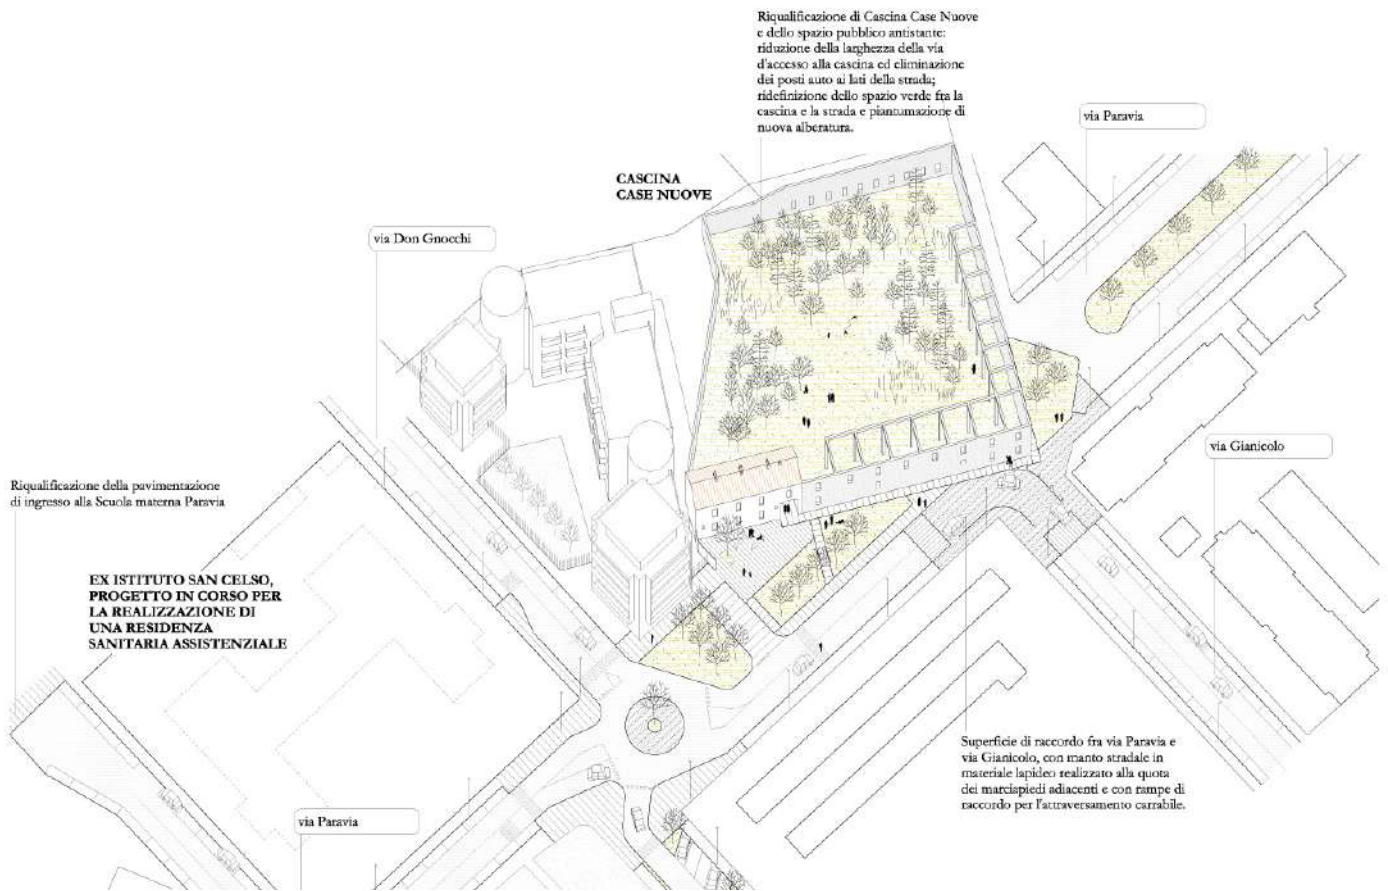 Riqualificazione di Cascina Case Nuove
e dello spazio pubblico antistante:
riduzione della larghezza della via
d'accesso alla cascina ed eliminazione
dei posti auto ai lati della strada;
ridefinizione dello spazio verde fra la
cascina e la strada e piantumazione di
nuova alberatura.
via Paravia
CASCINA
CASE NUOVE
via Don Gnocchi
via Gianicolo
Riqualificazione della pavimentazione
di ingresso alla Scuola materna Paravia
EX ISTITUTO SAN CELSO,
PROGETTO IN CORSO PER
LA REALIZZAZIONE DI
UNA RESIDENZA
SANITARIA ASSISTENZIALE
Superficie di raccordo fra via Paravia e
via Gianicolo, con manto stradale in
materiale lapideo realizzato alla quota
dei marciapiedi adiacenti e con rampe di
raccordo per l'attraversamento carrabile.
via Paravia